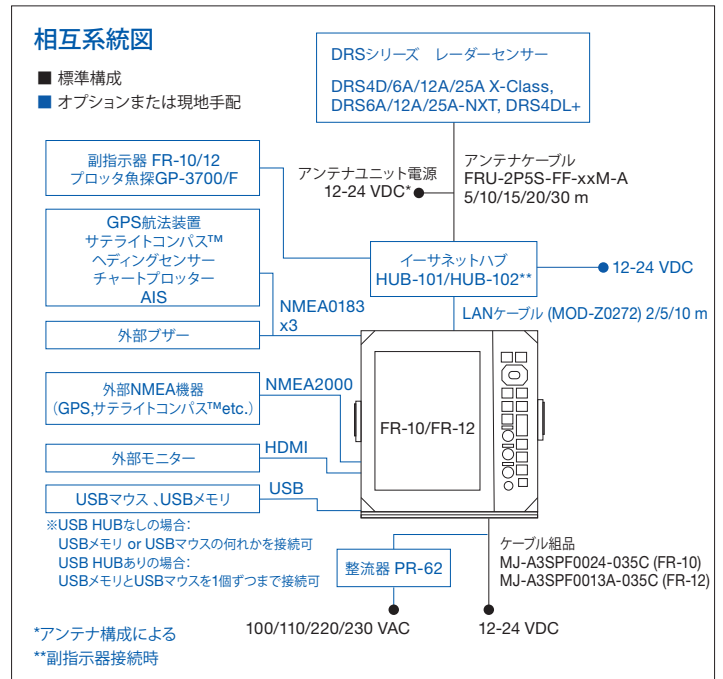 相互系統図
■ 標準構成
■ オプションまたは現地手配
DRSシリーズ レーダーセンサー
DRS4D/6A/12A/25A X-Class,
DRS6A/12A/25A-NXT, DRS4DL+
副指示器 FR-10/12
プロッタ魚探GP-3700/F
アンテナユニット電源
12-24 VDC*
アンテナケーブル
FRU-2P5S-FF-xxM-A
5/10/15/20/30 m
GPS航法装置
サテライトコンパス™
ヘディングセンサー
チャートプロッター
AIS
イーサネットハブ
HUB-101/HUB-102**
12-24 VDC
NMEA0183
x3
LANケーブル (MOD-Z0272) 2/5/10 m
外部ブザー
外部NMEA機器
(GPS,サテライトコンパス™etc.)
NMEA2000
FR-10/FR-12
外部モニター
HDMI
USBマウス 、USBメモリ
USB
※USB HUBなしの場合:
USBメモリ or USBマウスの何れかを接続可
USB HUBありの場合:
USBメモリとUSBマウスを1個ずつまで接続可
整流器 PR-62
ケーブル組品
MJ-A3SPF0024-035C (FR-10)
MJ-A3SPF0013A-035C (FR-12)
100/110/220/230 VAC
12-24 VDC
*アンテナ構成による
**副指示器接続時